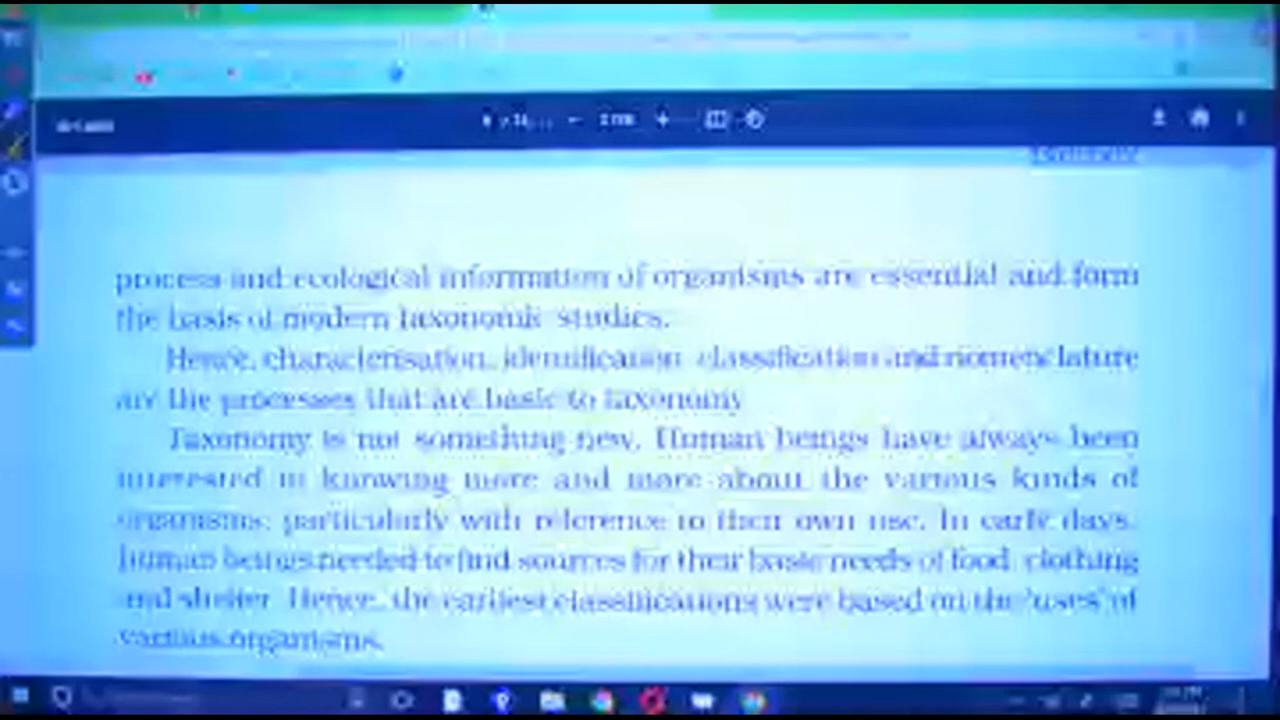 process and ecological information of organisms are essential and form
the basis of modern taxonomic studies.
Hence, characterisation, identification, classification and nomenclature
are the processes that are basic to taxonomy.
Taxonomy is not something new. Human beings have always been
interested in knowing more and more about the various kinds of
organisms, particularly with reference to their own use. In early days,
human beings needed to find sources for their basic needs of food, clothing
and shelter. Hence, the earliest classifications were based on the 'uses' of
various organisms.